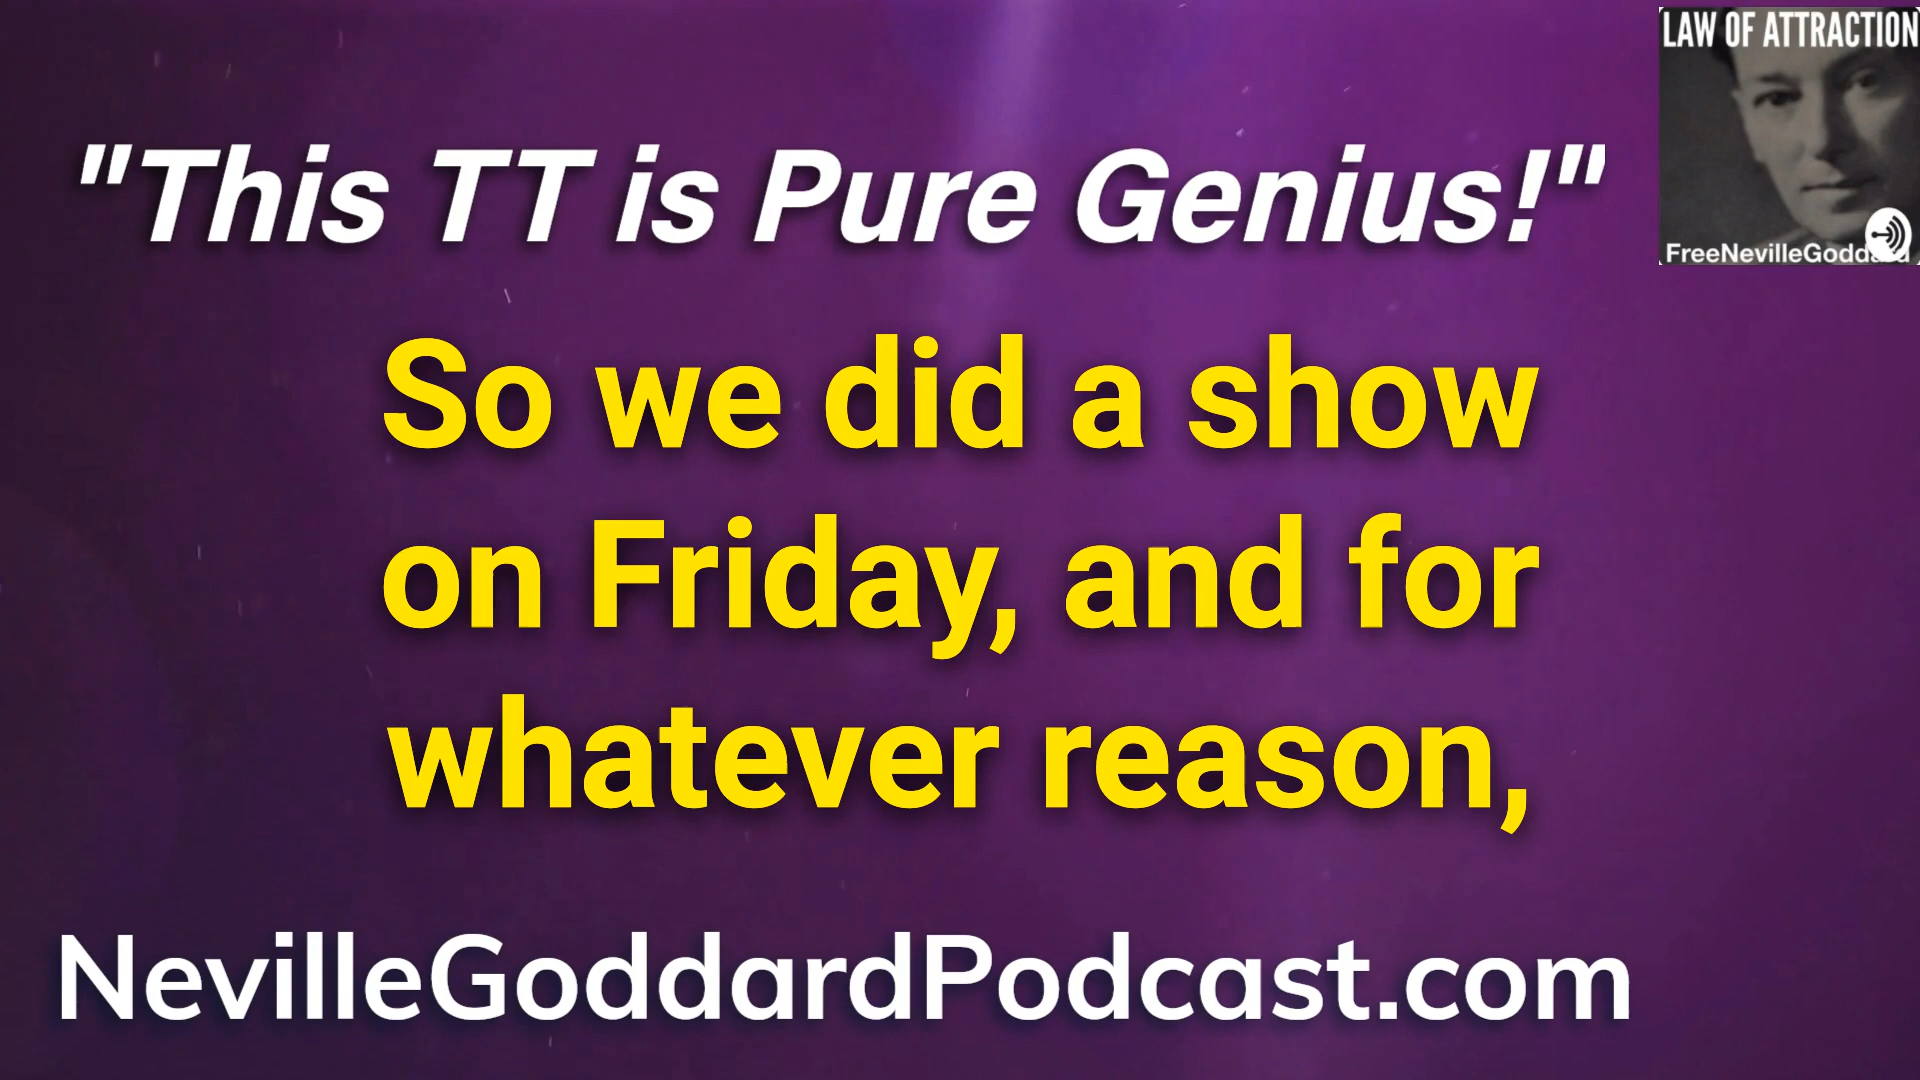 LAW OF ATTRACTION
"This TT is Pure Genius!"
FreeNevilleGoddard
So we did a show
on Friday, and for
whatever reason,
NevilleGoddardPodcast.com